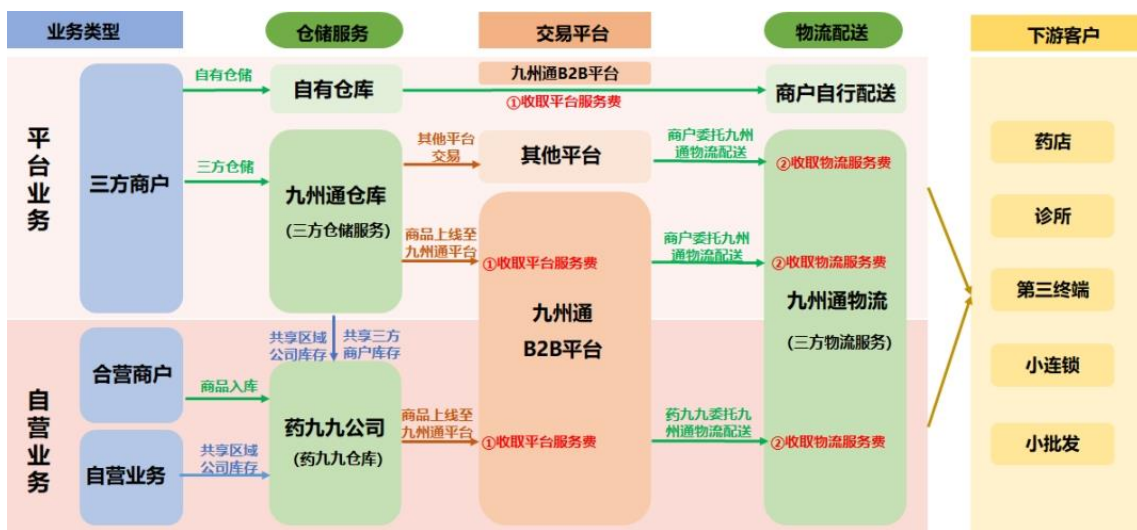 业务类型
仓储服务
交易平台
物流配送
下游客户
平台业务
三方商户
自有仓储
自有仓库
九州通B2B平台
①收取平台服务费
商户自行配送
三方仓储
九州通仓库
(三方仓储服务)
其他平台
交易
其他平台
商户委托九州
通物流配送
②收取物流服务费
商品上线至
九州通平台
①收取平台服务费
商户委托九州
通物流配送
②收取物流服务费
九州通
B2B平台
九州通物流
(三方物流服务)
共享区域
公司库存
共享三方
商户库存
自营业务
合营商户
商品入库
自营业务
共享区域
公司库存
药九九公司
(药九九仓库)
商品上线至
九州通平台
①收取平台服务费
药九九委托九
州通物流配送
②收取物流服务费
药店
诊所
第三终端
小连锁
小批发